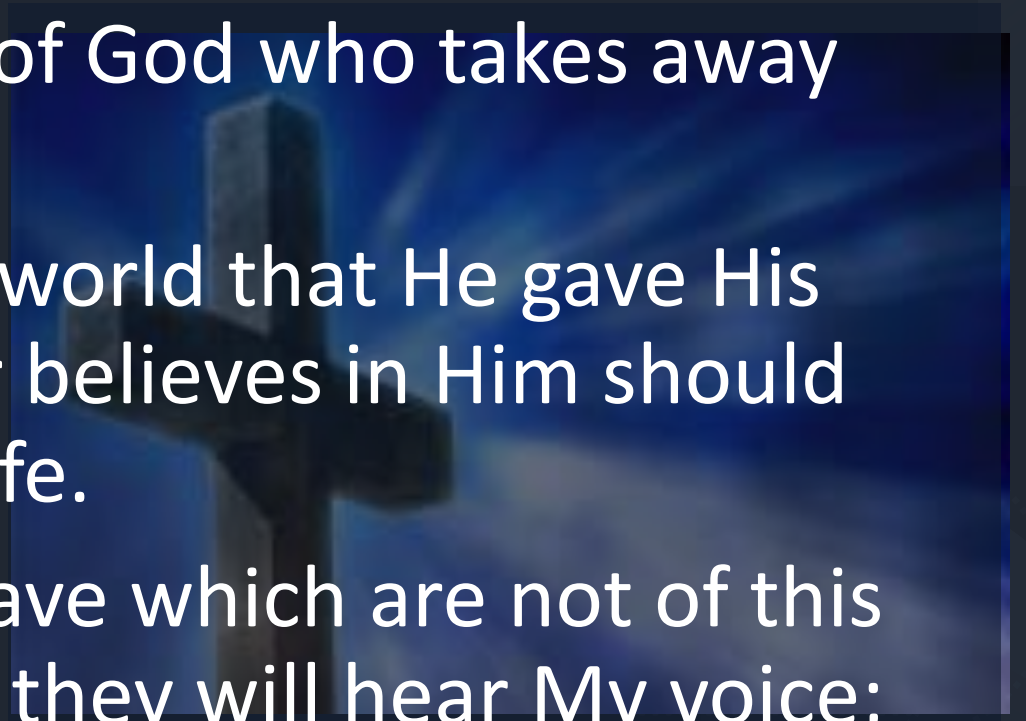 of God who takes away
world that He gave His
believes in Him should
fe.
ave which are not of this
they will hear My voice;